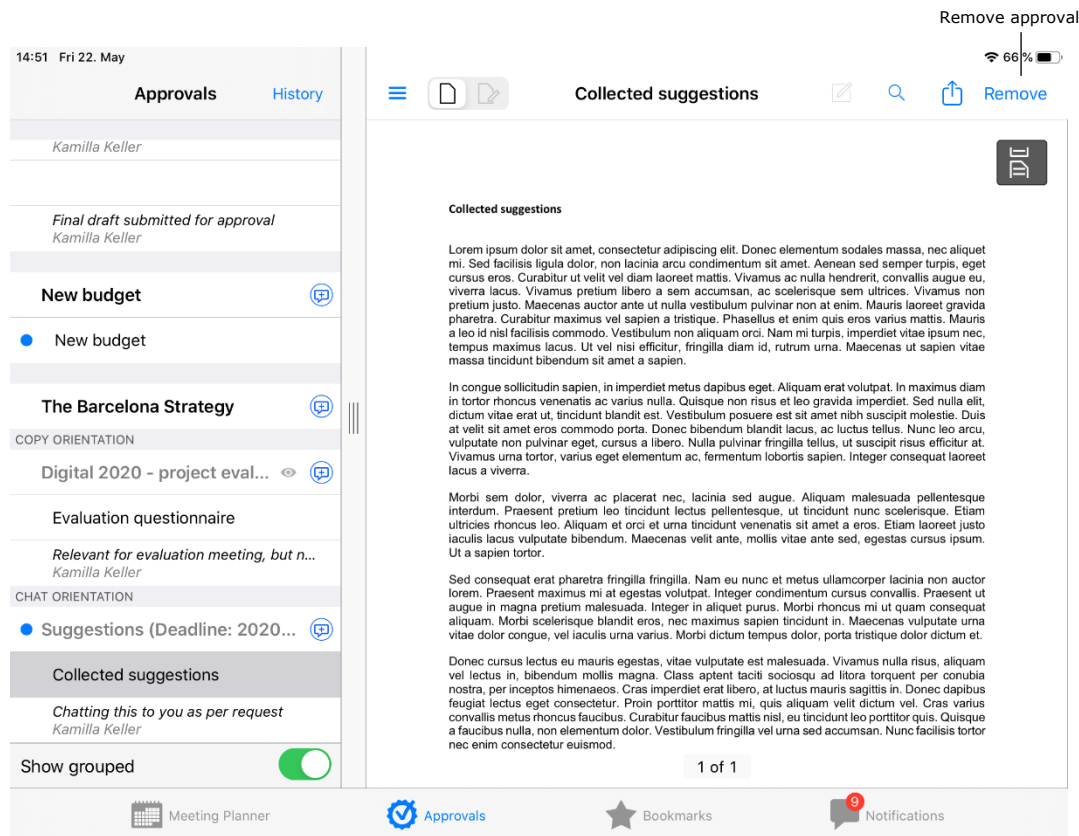 Remove approval
14:51 Fri 22. May
66 %
Approvals
History
Collected suggestions
Remove
Kamilla Keller
Final draft submitted for approval
Kamilla Keller
New budget
New budget
The Barcelona Strategy
COPY ORIENTATION
Digital 2020 - project eval...
Evaluation questionnaire
Relevant for evaluation meeting, but n...
Kamilla Keller
CHAT ORIENTATION
Suggestions (Deadline: 2020...
Collected suggestions
Chatting this to you as per request
Kamilla Keller
Show grouped
Collected suggestions
Lorem ipsum dolor sit amet, consectetur adipiscing elit. Donec elementum sodales massa, nec aliquet
mi. Sed facilisis ligula dolor, non lacinia arcu condimentum sit amet. Aenean sed semper turpis, eget
cursus eros. Curabitur ut velit vel diam laoreet mattis. Vivamus ac nulla hendrerit, convallis augue eu,
viverra lacus. Vivamus pretium libero a sem accumsan, ac scelerisque sem ultrices. Vivamus non
pretium justo. Maecenas auctor ante ut nulla vestibulum pulvinar non at enim. Mauris laoreet gravida
pharetra. Curabitur maximus vel sapien a tristique. Phasellus et enim quis eros varius mattis. Mauris
a leo id nisl facilisis commodo. Vestibulum non aliquam orci. Nam mi turpis, imperdiet vitae ipsum nec,
tempus maximus lacus. Ut vel nisi efficitur, fringilla diam id, rutrum urna. Maecenas ut sapien vitae
massa tincidunt bibendum sit amet a sapien.
In congue sollicitudin sapien, in imperdiet metus dapibus eget. Aliquam erat volutpat. In maximus diam
in tortor rhoncus venenatis ac varius nulla. Quisque non risus et leo gravida imperdiet. Sed nulla elit,
dictum vitae erat ut, tincidunt blandit est. Vestibulum posuere est sit amet nibh suscipit molestie. Duis
at velit sit amet eros commodo porta. Donec bibendum blandit lacus, ac luctus tellus. Nunc leo arcu,
vulputate non pulvinar eget, cursus a libero. Nulla pulvinar fringilla tellus, ut suscipit risus efficitur at.
Vivamus urna tortor, varius eget elementum ac, fermentum lobortis sapien. Integer consequat laoreet
lacus a viverra.
Morbi sem dolor, viverra ac placerat nec, lacinia sed augue. Aliquam malesuada pellentesque
interdum. Praesent pretium leo tincidunt lectus pellentesque, ut tincidunt nunc scelerisque. Etiam
ultricies rhoncus leo. Aliquam et orci et urna tincidunt venenatis sit amet a eros. Etiam laoreet justo
iaculis lacus vulputate bibendum. Maecenas velit ante, mollis vitae ante sed, egestas cursus ipsum.
Ut a sapien tortor.
Sed consequat erat pharetra fringilla fringilla. Nam eu nunc et metus ullamcorper lacinia non auctor
lorem. Praesent maximus mi at egestas volutpat. Integer condimentum cursus convallis. Praesent ut
augue in magna pretium malesuada. Integer in aliquet purus. Morbi rhoncus mi ut quam consequat
aliquam. Morbi scelerisque blandit eros, nec maximus sapien tincidunt in. Maecenas vulputate urna
vitae dolor congue, vel iaculis urna varius. Morbi dictum tempus dolor, porta tristique dolor dictum et.
Donec cursus lectus eu mauris egestas, vitae vulputate est malesuada. Vivamus nulla risus, aliquam
vel lectus in, bibendum mollis magna. Class aptent taciti sociosqu ad litora torquent per conubia
nostra, per inceptos himenaeos. Cras imperdiet erat libero, at luctus mauris sagittis in. Donec dapibus
feugiat lectus eget consectetur. Proin porttitor mattis mi, quis aliquam velit dictum vel. Cras varius
convallis metus rhoncus faucibus. Curabitur faucibus mattis nisl, eu tincidunt leo porttitor quis. Quisque
a faucibus nulla, non elementum dolor. Vestibulum fringilla vel urna sed accumsan. Nunc facilisis tortor
nec enim consectetur euismod.
1 of 1
Meeting Planner
Approvals
Bookmarks
9
Notifications